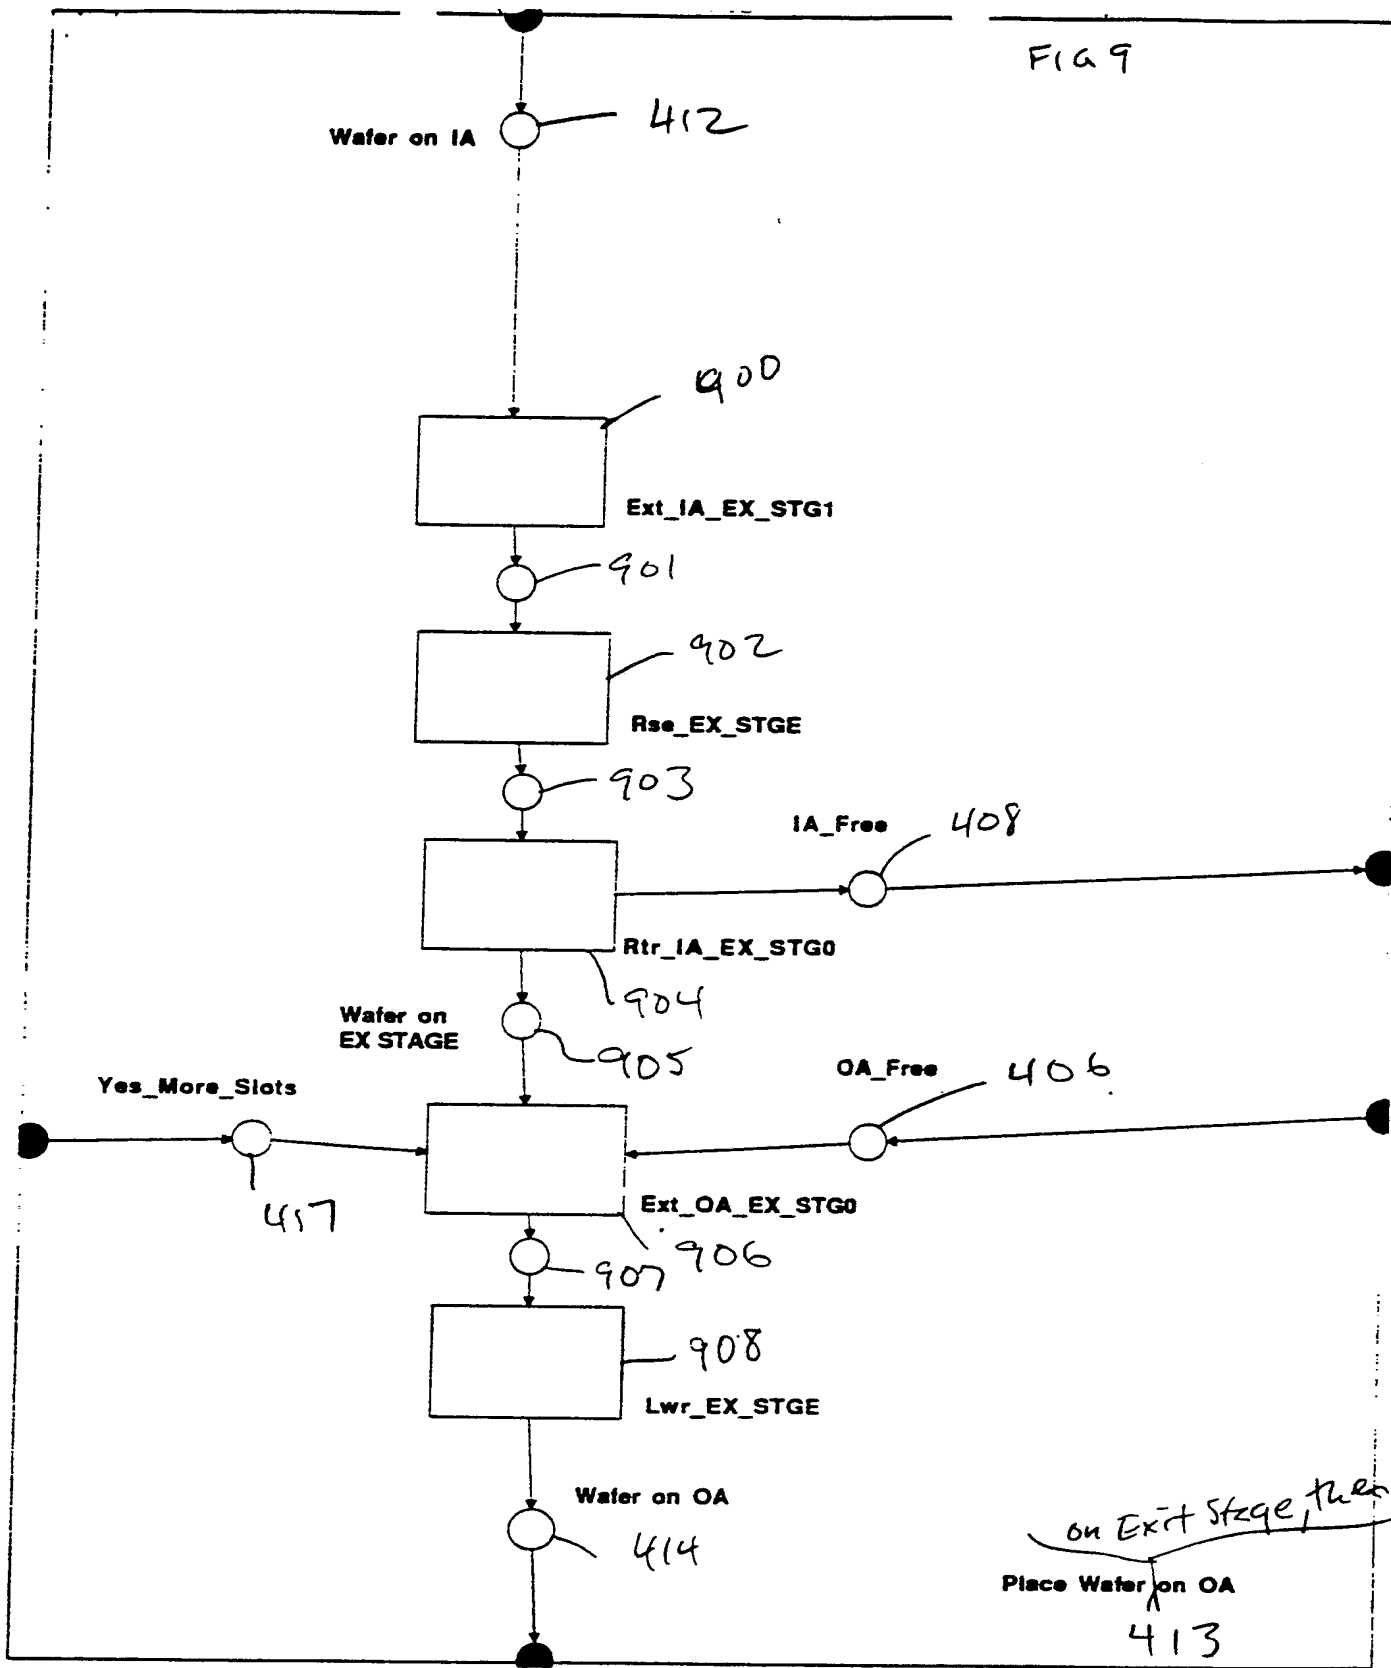 FIG 9
Wafer on IA
412
900
Ext_IA_EX_STG1
901
902
Rse_EX_STGE
903
IA_Free
408
Rtr_IA_EX_STG0
904
Wafer on
EX STAGE
905
OA_Free
406
Yes_More_Slots
417
Ext_OA_EX_STG0
906
907
908
Lwr_EX_STGE
Wafer on OA
414
on Exit Stage, then
Place Wafer on OA
413